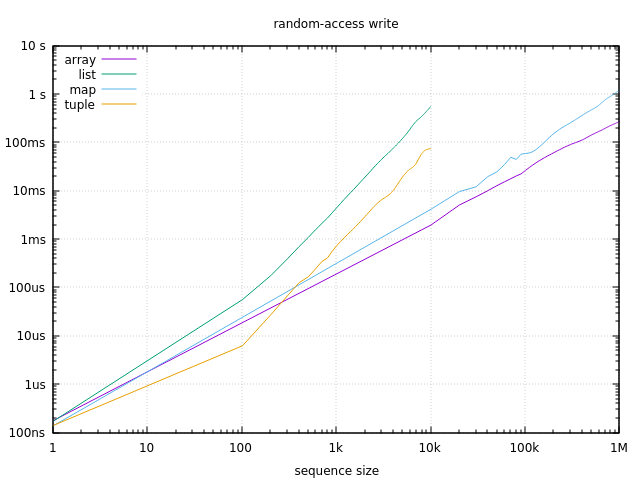 random-access write
10 s
1 s
100ms
10ms
1ms
100us
10us
1us
100ns
array
list
map
tuple
1
10
100
1k
10k
100k
1M
sequence size